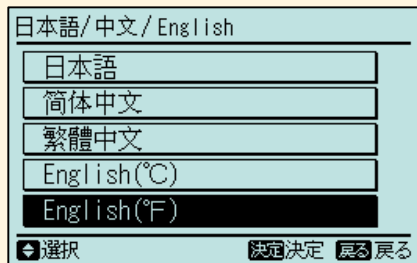 日本語/中文/English
日本語
简体中文
繁體中文
English(℃)
English(℉)
選択 決定決定 戻る戻る